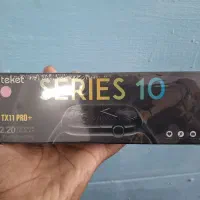 teket
SERIES 10
TX11 PRO+
2.20